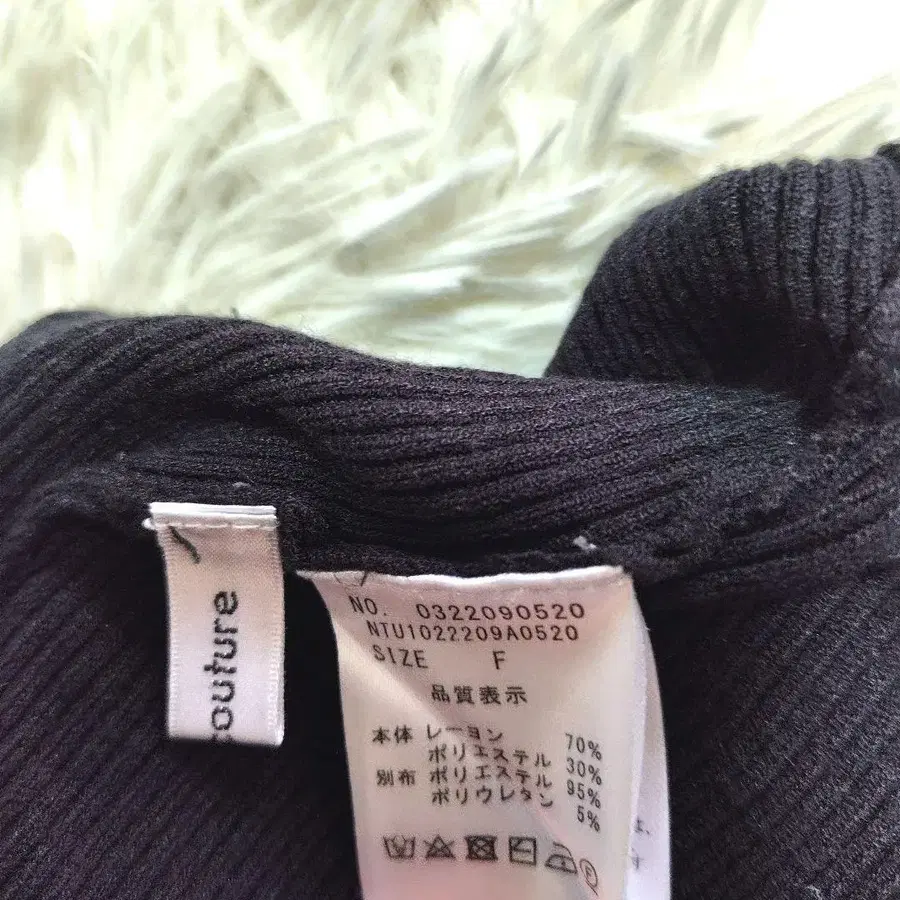 outure
NO. 0322090520
NTU1022209A0520
SIZE F
品質表示
本体 レーヨン 70%
ポリエステル 30%
別布 ポリエステル 95%
ポリウレタン 5%